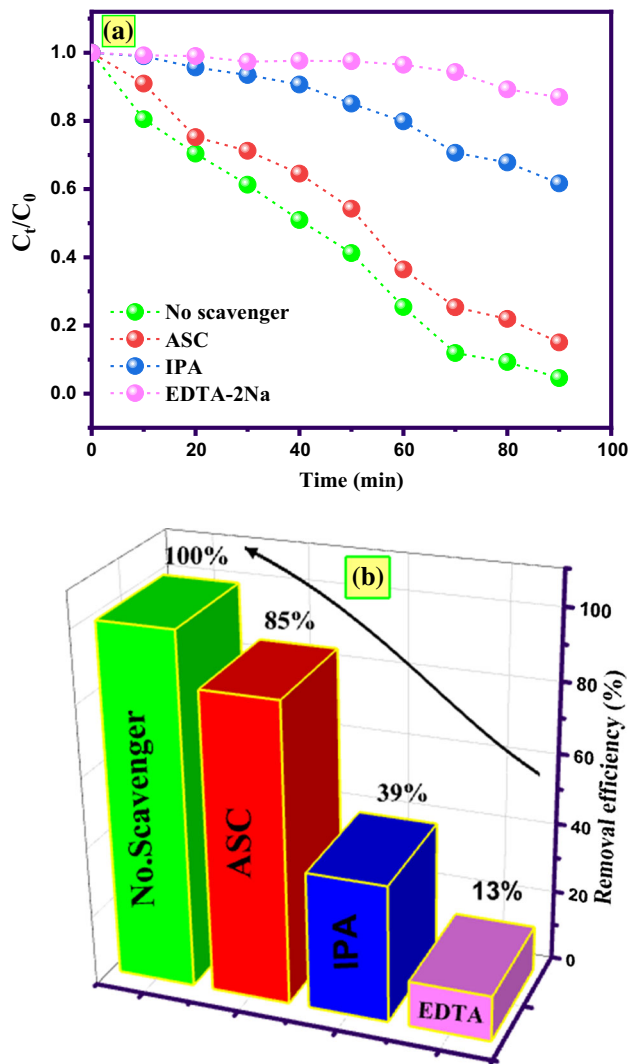 (a)
1.0
0.8
0.6
0.4
0.2
0.0
Ct/C0
No scavenger
ASC
IPA
EDTA-2Na
0 20 40 60 80 100
Time (min)
(b)
100%
85%
39%
13%
No.Scavenger
ASC
IPA
EDTA
100
80
60
40
20
0
Removal efficiency (%)